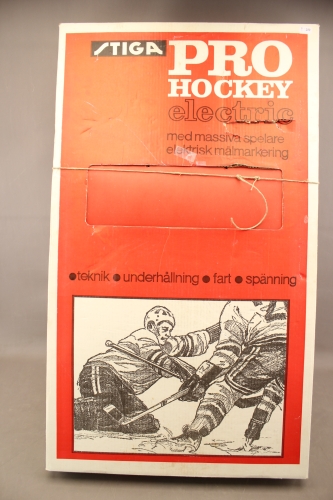 STIGA
PRO
HOCKEY
electric
med massiva spelare
elektrisk målmarkering
• teknik • underhållning • fart • spänning